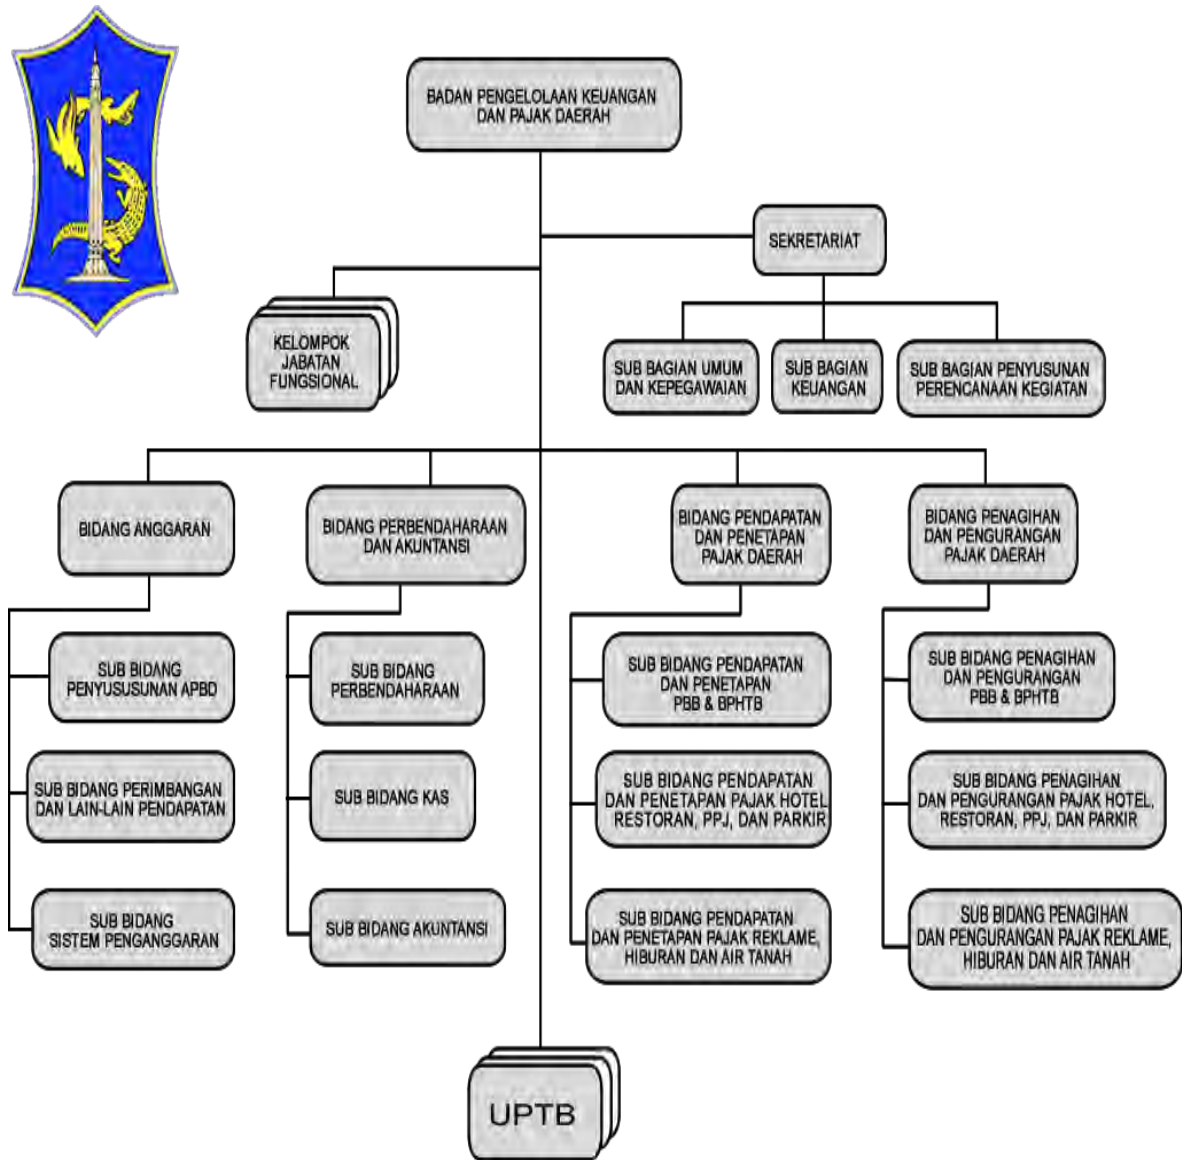 BADAN PENGELOLAAN KEUANGAN
DAN PAJAK DAERAH
SEKRETARIAT
KELOMPOK
JABATAN
FUNGSIONAL
SUB BAGIAN UMUM
DAN KEPEGAWAIAN
SUB BAGIAN
KEUANGAN
SUB BAGIAN PENYUSUNAN
PERENCANAAN KEGIATAN
BIDANG ANGGARAN
BIDANG PERBENDAHARAAN
DAN AKUNTANSI
BIDANG PENDAPATAN
DAN PENETAPAN
PAJAK DAERAH
BIDANG PENAGIHAN
DAN PENGURANGAN
PAJAK DAERAH
SUB BIDANG
PENYUSUSUNAN APBD
SUB BIDANG
PERBENDAHARAAN
SUB BIDANG PENDAPATAN
DAN PENETAPAN
PBB & BPHTB
SUB BIDANG PENAGIHAN
DAN PENGURANGAN
PBB & BPHTB
SUB BIDANG PERIMBANGAN
DAN LAIN-LAIN PENDAPATAN
SUB BIDANG KAS
SUB BIDANG PENDAPATAN
DAN PENETAPAN PAJAK HOTEL,
RESTORAN, PPJ, DAN PARKIR
SUB BIDANG PENAGIHAN
DAN PENGURANGAN PAJAK HOTEL,
RESTORAN, PPJ, DAN PARKIR
SUB BIDANG
SISTEM PENGANGGARAN
SUB BIDANG AKUNTANSI
SUB BIDANG PENDAPATAN
DAN PENETAPAN PAJAK REKLAME,
HIBURAN DAN AIR TANAH
SUB BIDANG PENAGIHAN
DAN PENGURANGAN PAJAK REKLAME,
HIBURAN DAN AIR TANAH
UPTB